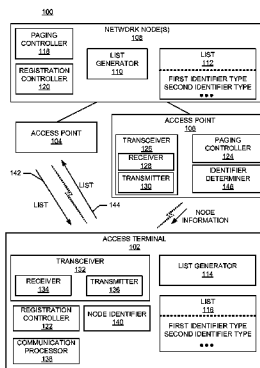 100
NETWORK NODE(S)
108
PAGING
CONTROLLER
118
REGISTRATION
CONTROLLER
120
LIST
GENERATOR
110
LIST
112
FIRST IDENTIFIER TYPE
SECOND IDENTIFIER TYPE
ACCESS POINT
104
ACCESS POINT
106
TRANSCEIVER
126
RECEIVER
128
TRANSMITTER
130
PAGING
CONTROLLER
124
IDENTIFIER
DETERMINER
146
142
LIST
LIST
144
NODE
INFORMATION
ACCESS TERMINAL
102
TRANSCEIVER
132
RECEIVER
134
TRANSMITTER
136
LIST GENERATOR
114
REGISTRATION
CONTROLLER
122
NODE IDENTIFIER
140
COMMUNICATION
PROCESSOR
138
LIST
116
FIRST IDENTIFIER TYPE
SECOND IDENTIFIER TYPE